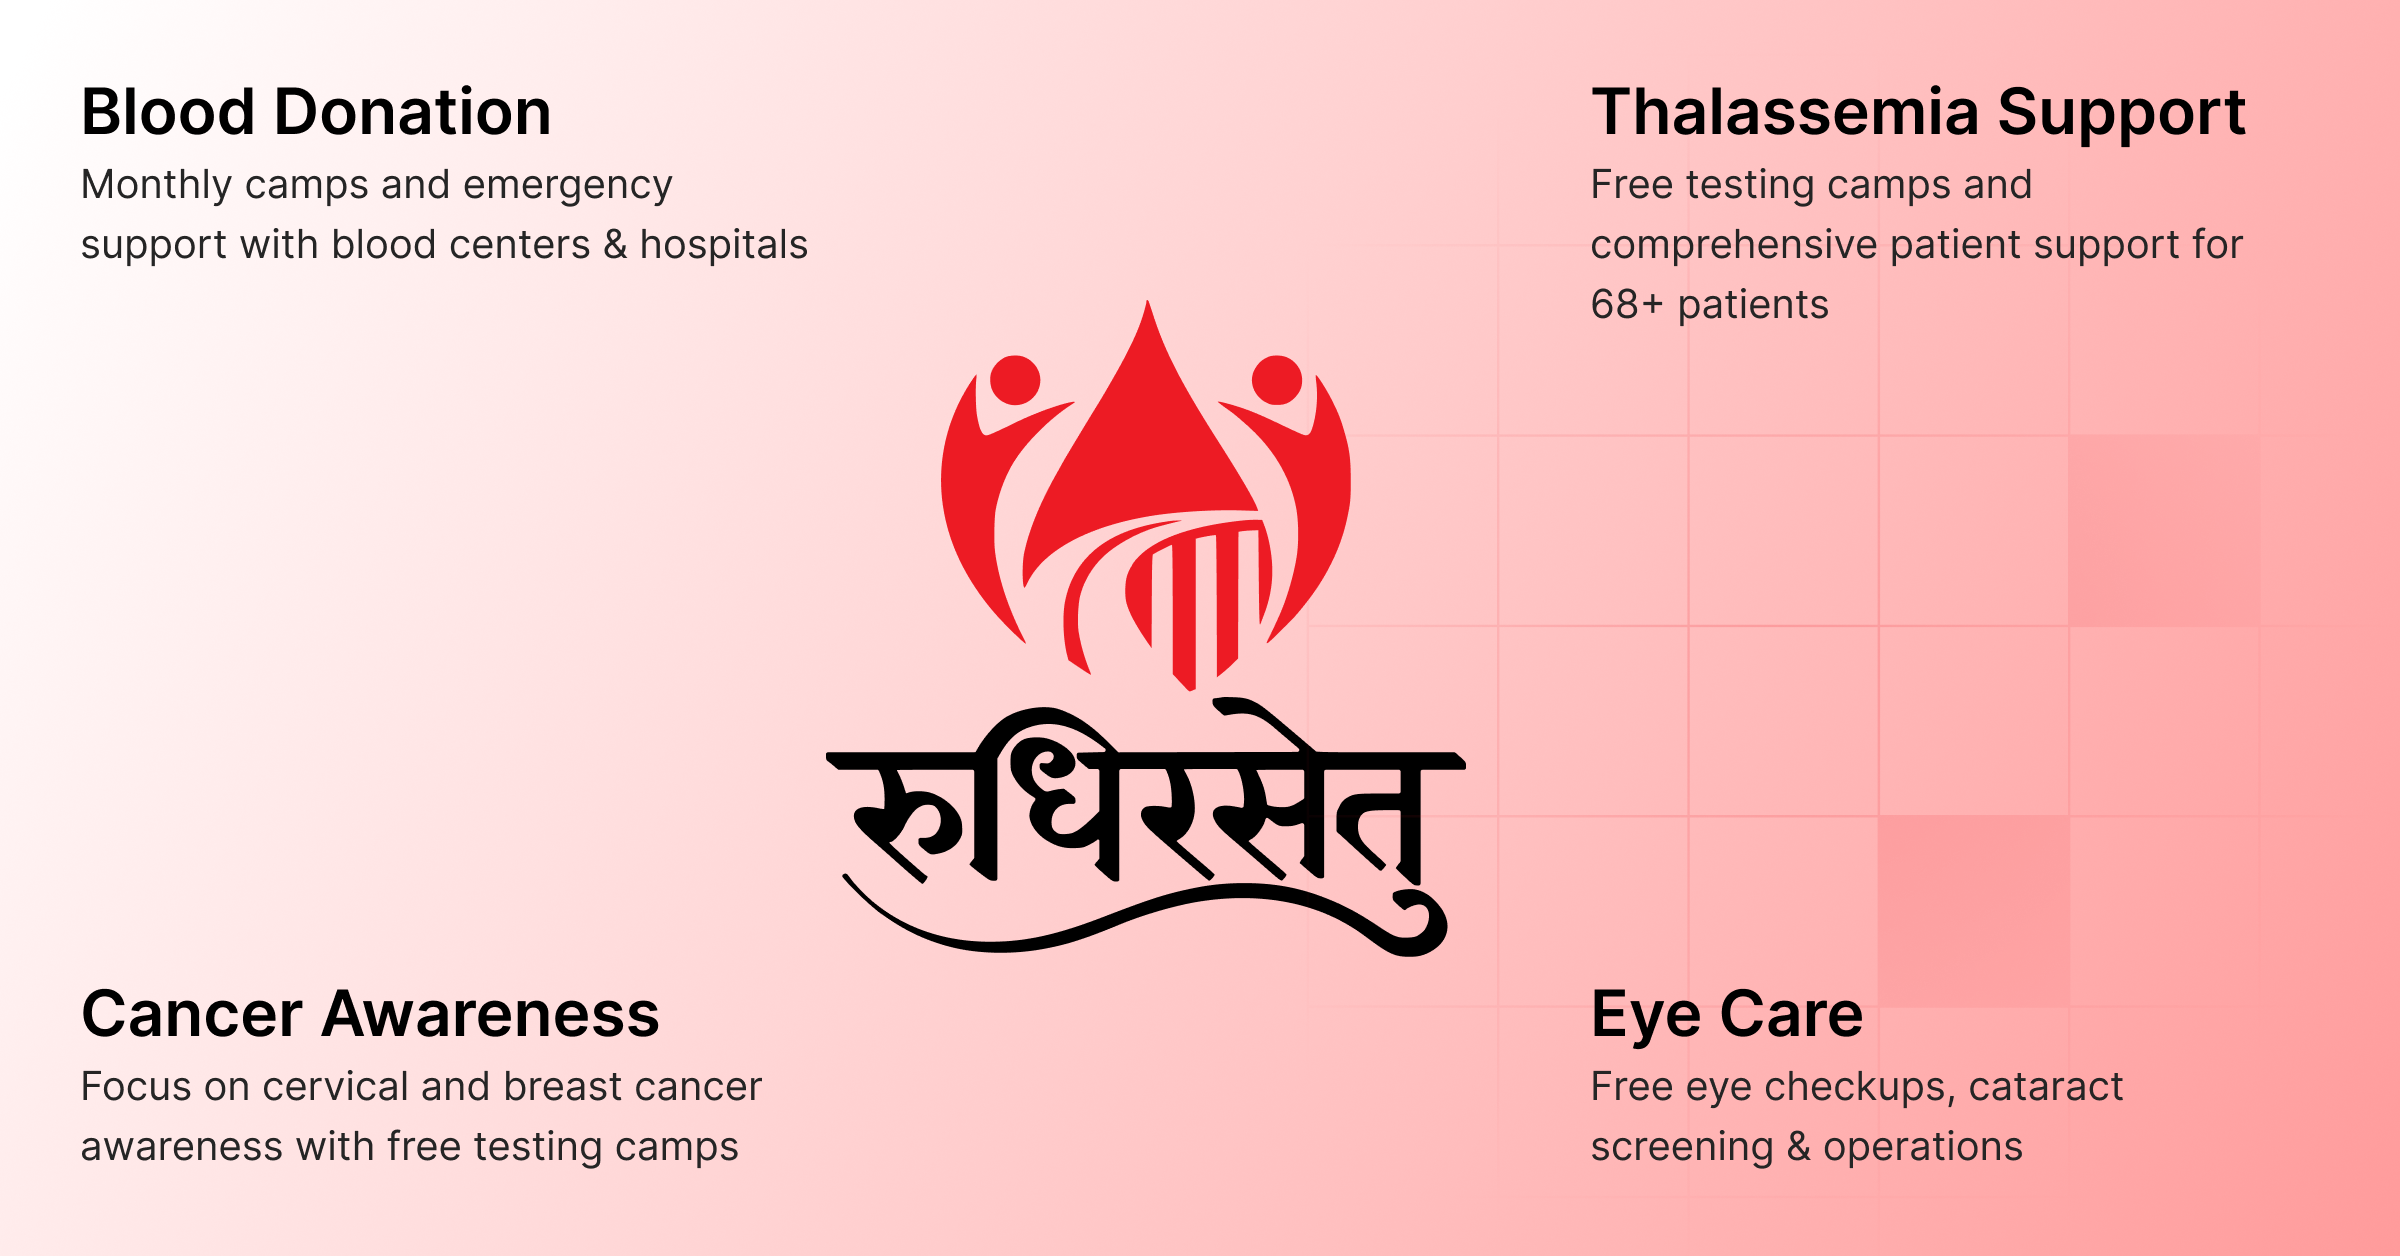 Blood Donation
Monthly camps and emergency
support with blood centers & hospitals
Thalassemia Support
Free testing camps and
comprehensive patient support for
68+ patients
रुधिरसेतु
Cancer Awareness
Focus on cervical and breast cancer
awareness with free testing camps
Eye Care
Free eye checkups, cataract
screening & operations